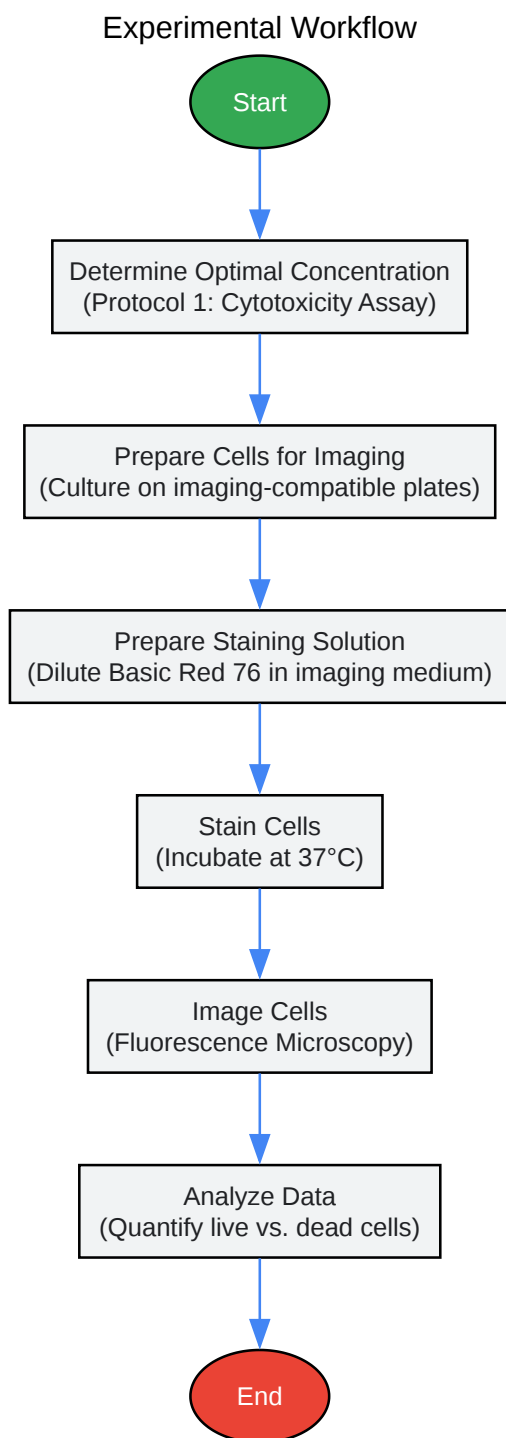 Experimental Workflow
Start
Determine Optimal Concentration
(Protocol 1: Cytotoxicity Assay)
Prepare Cells for Imaging
(Culture on imaging-compatible plates)
Prepare Staining Solution
(Dilute Basic Red 76 in imaging medium)
Stain Cells
(Incubate at 37°C)
Image Cells
(Fluorescence Microscopy)
Analyze Data
(Quantify live vs. dead cells)
End